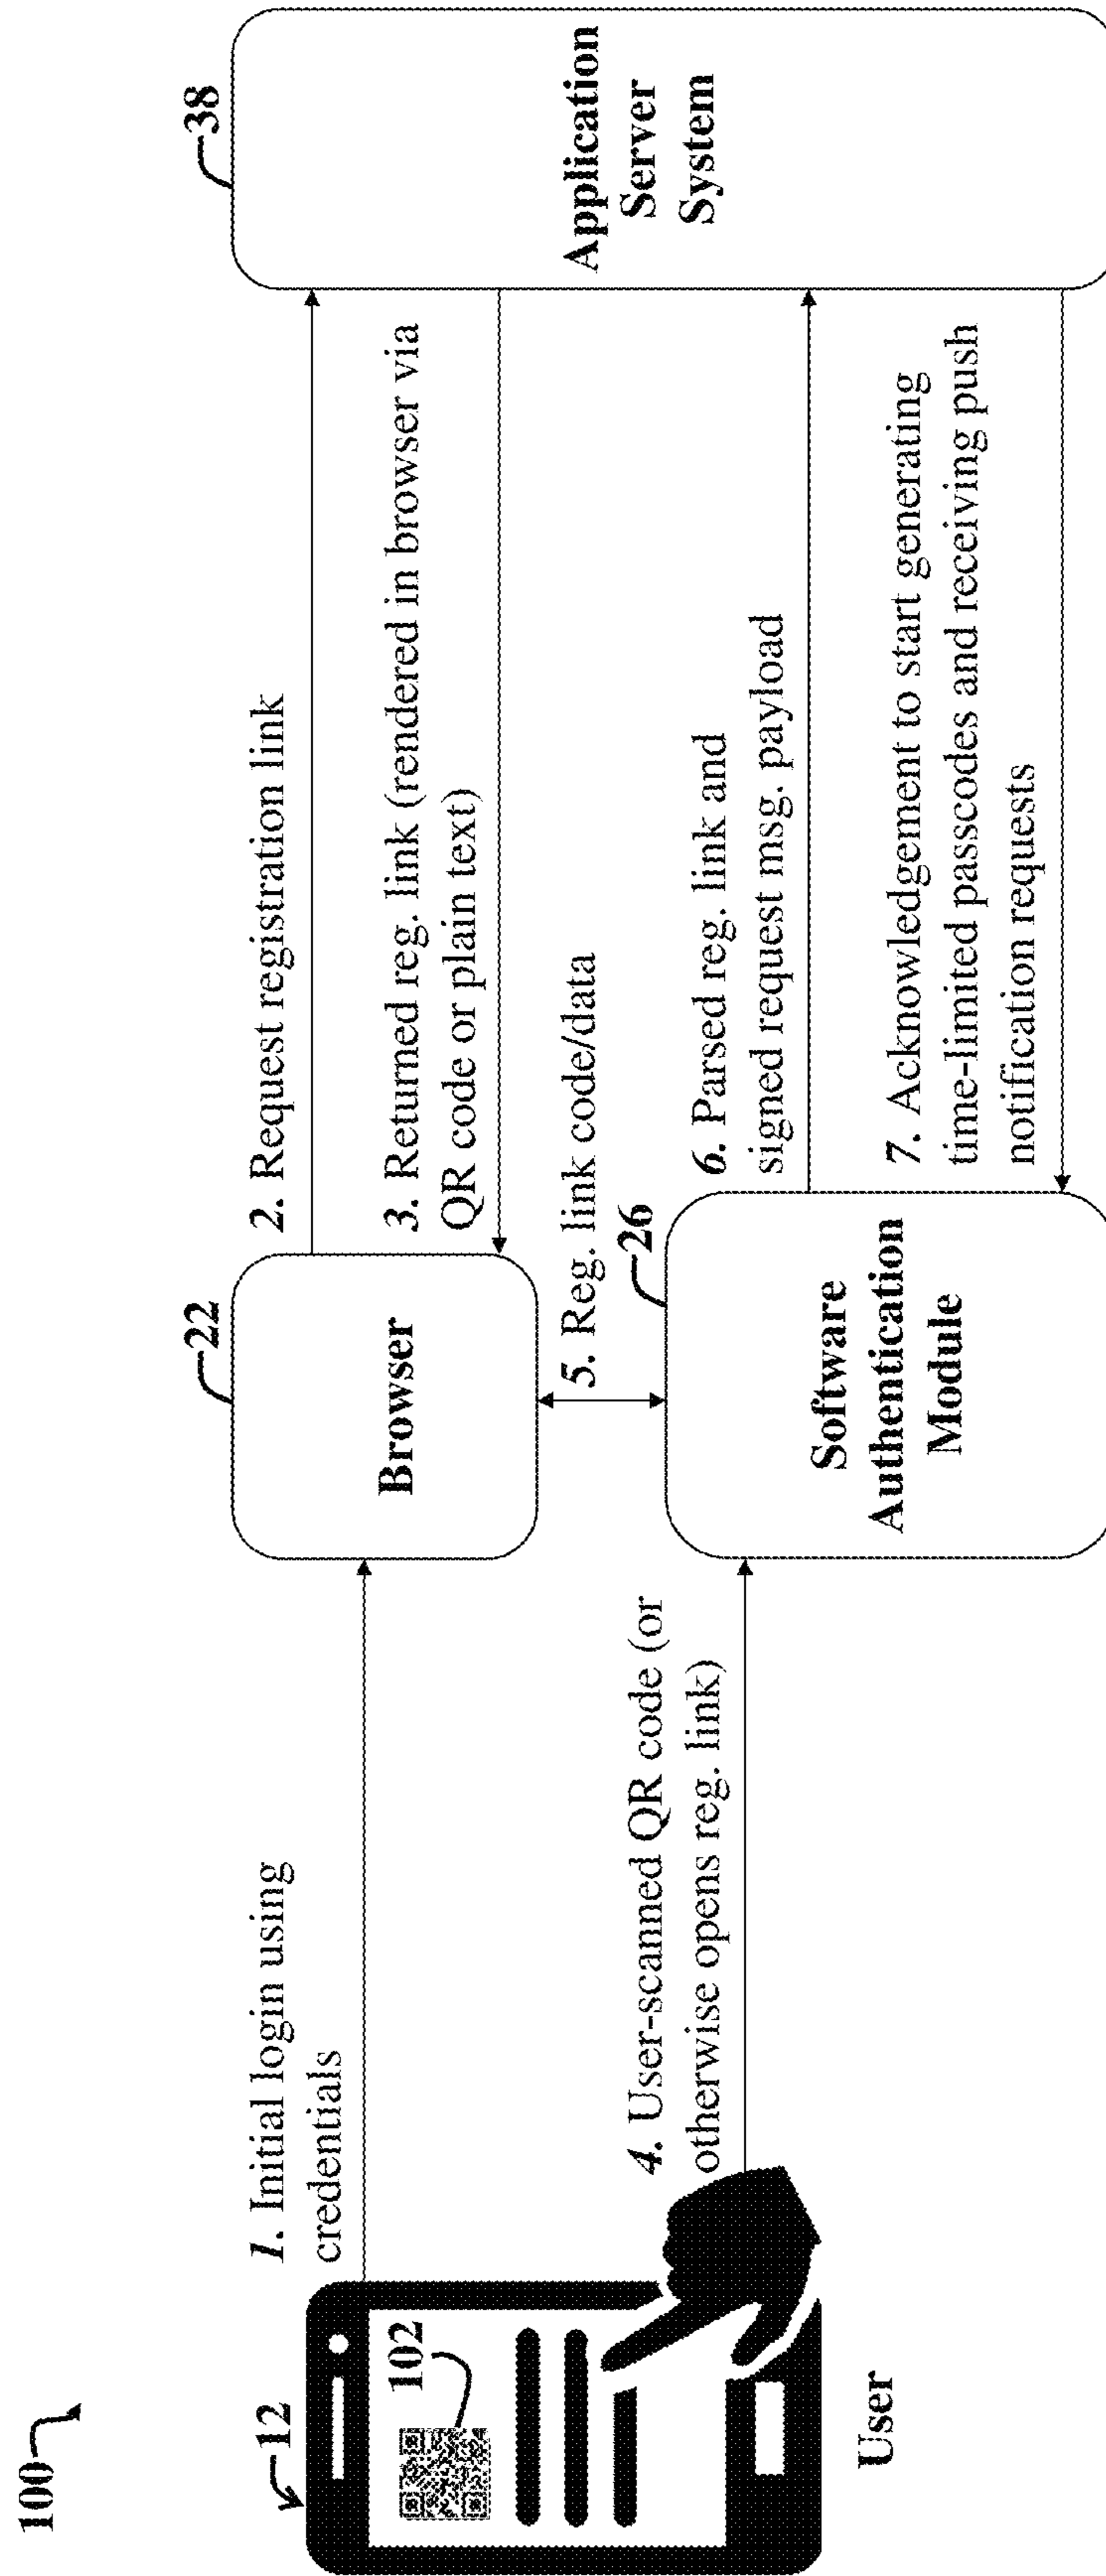 100
12
102
User
1. Initial login using
credentials
22
Browser
2. Request registration link
3. Returned reg. link (rendered in browser via
QR code or plain text)
38
Application
Server
System
4. User-scanned QR code (or
otherwise opens reg. link)
5. Reg. link code/data
26
Software
Authentication
Module
6. Parsed reg. link and
signed request msg. payload
7. Acknowledgement to start generating
time-limited passcodes and receiving push
notification requests